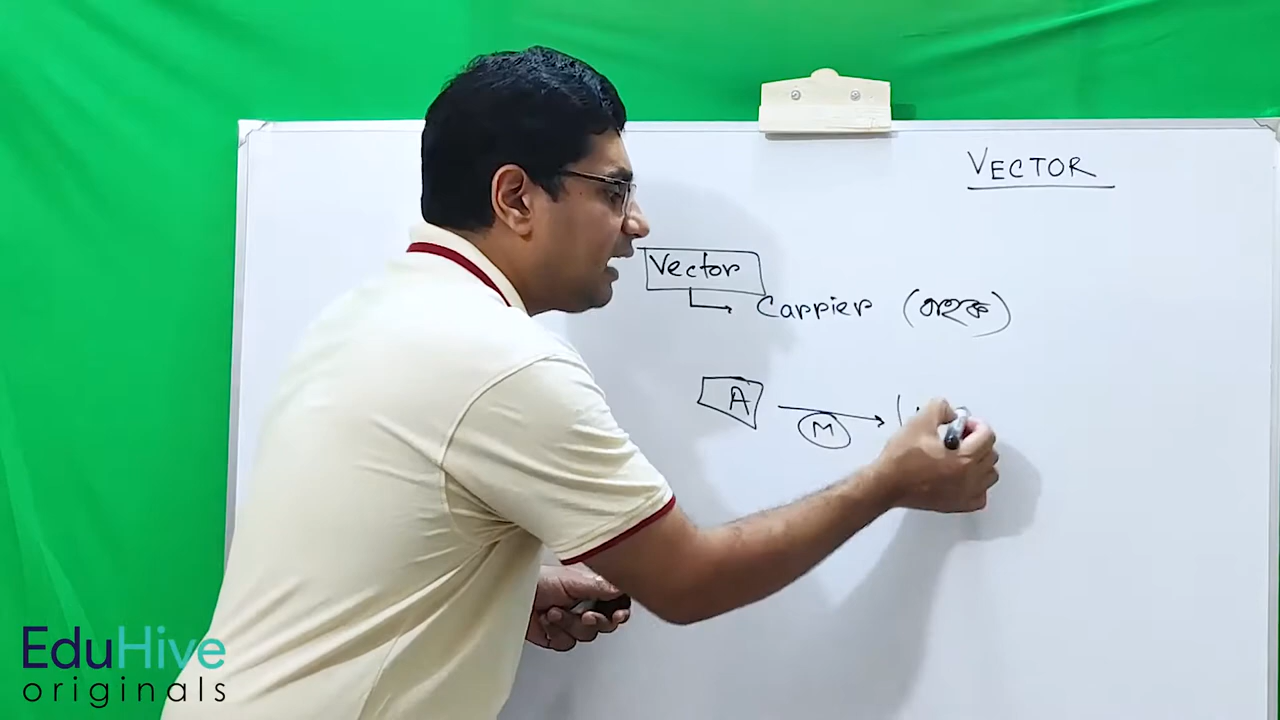 VECTOR
Vector
Carrier (বাহক)
A
M
EduHive
originals